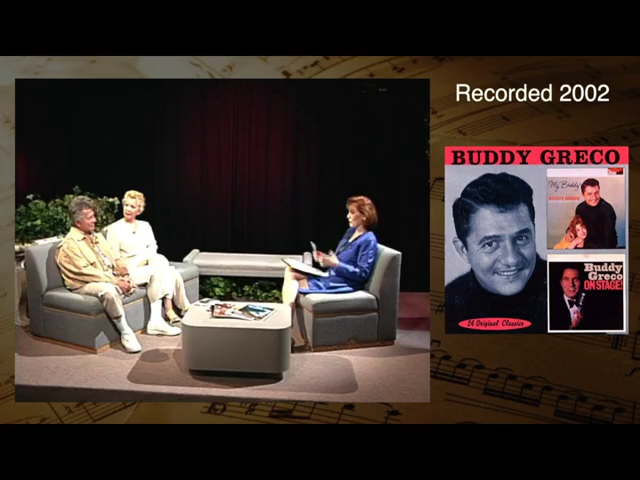 Recorded 2002
BUDDY GRECO
My Buddy
BUDDY GRECO
Buddy
Greco
ON STAGE!
24 Original Classics